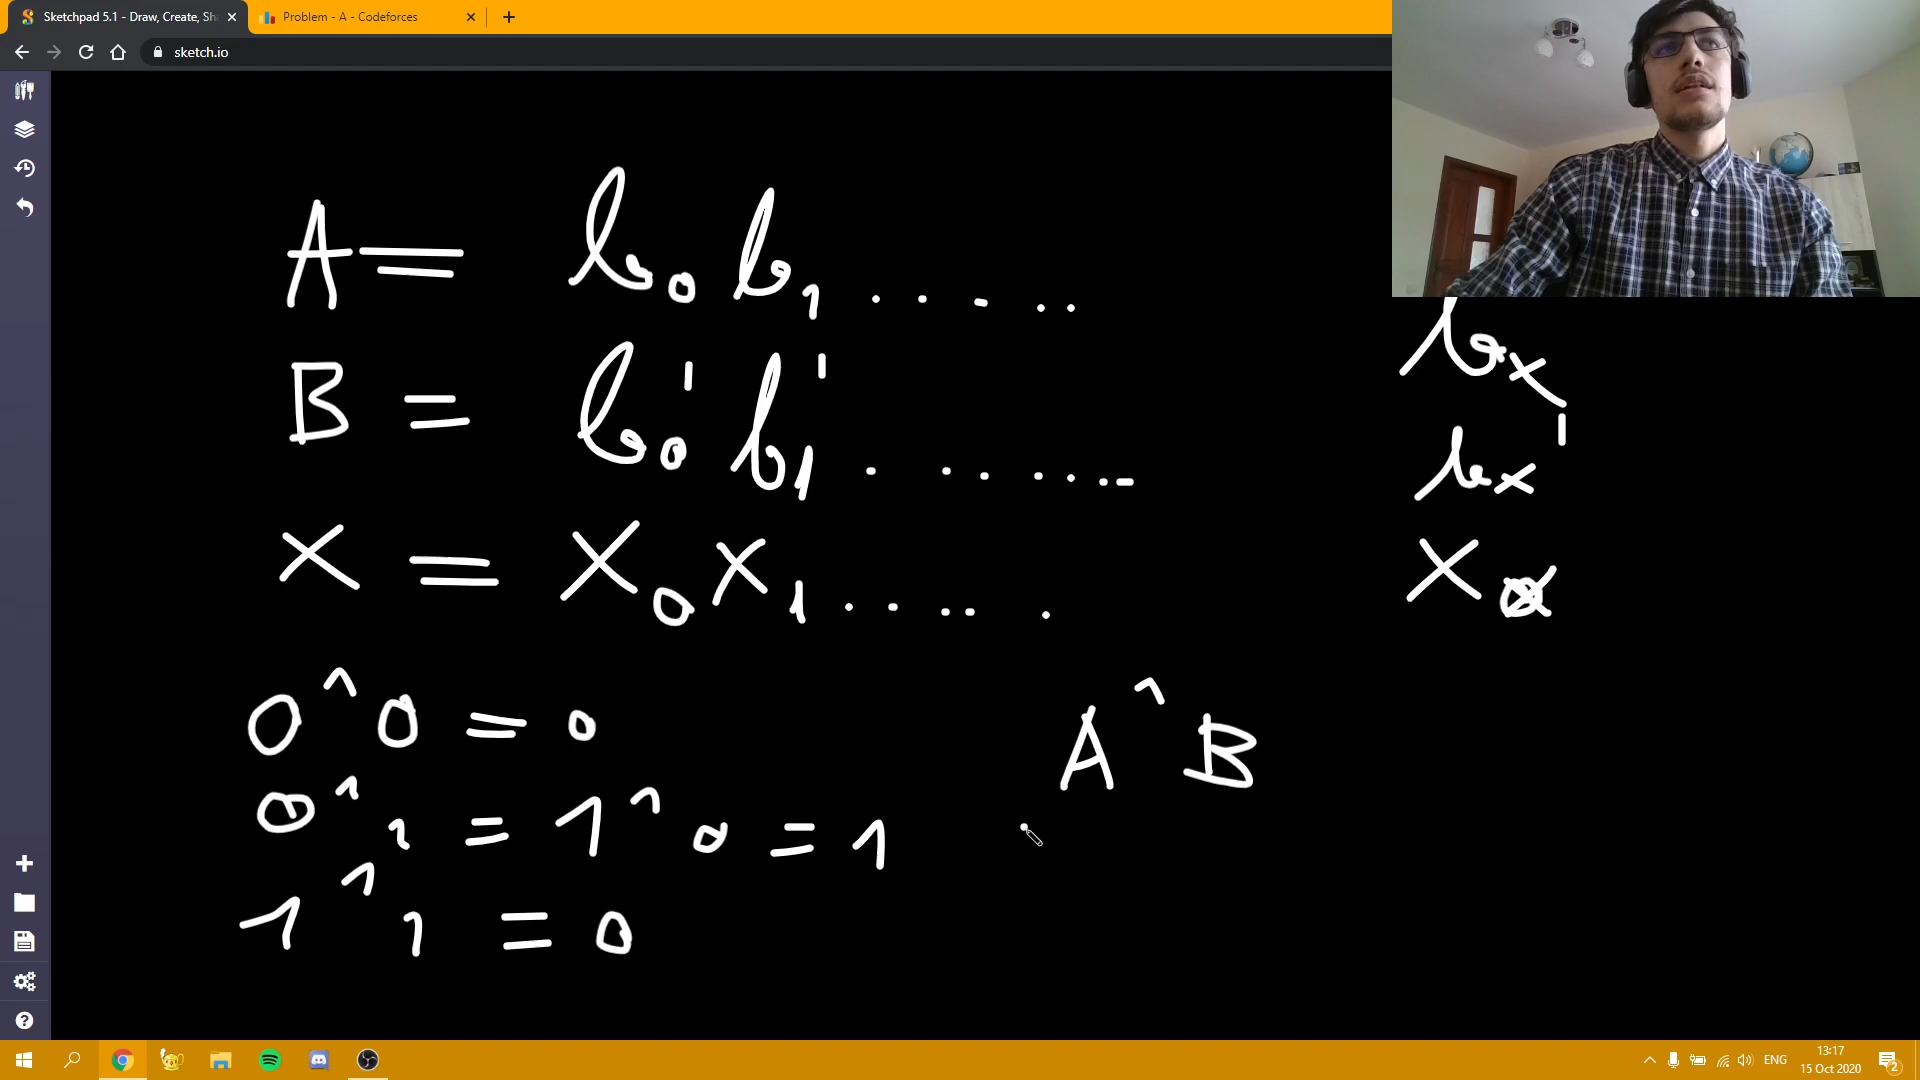 Sketchpad 5.1 - Draw, Create, Sh
Problem - A - Codeforces
sketch.io
A = b₀ b₁ . . - . .
B = b₀' b₁' . . . . . . -
X = X₀ X₁ . . . . .
bₓ
bₓ'
X
0 ^ 0 = 0
0 ^ 1 = 1 ^ 0 = 1
1 ^ 1 = 0
A ^ B
ENG
13:17
15 Oct 2020
2